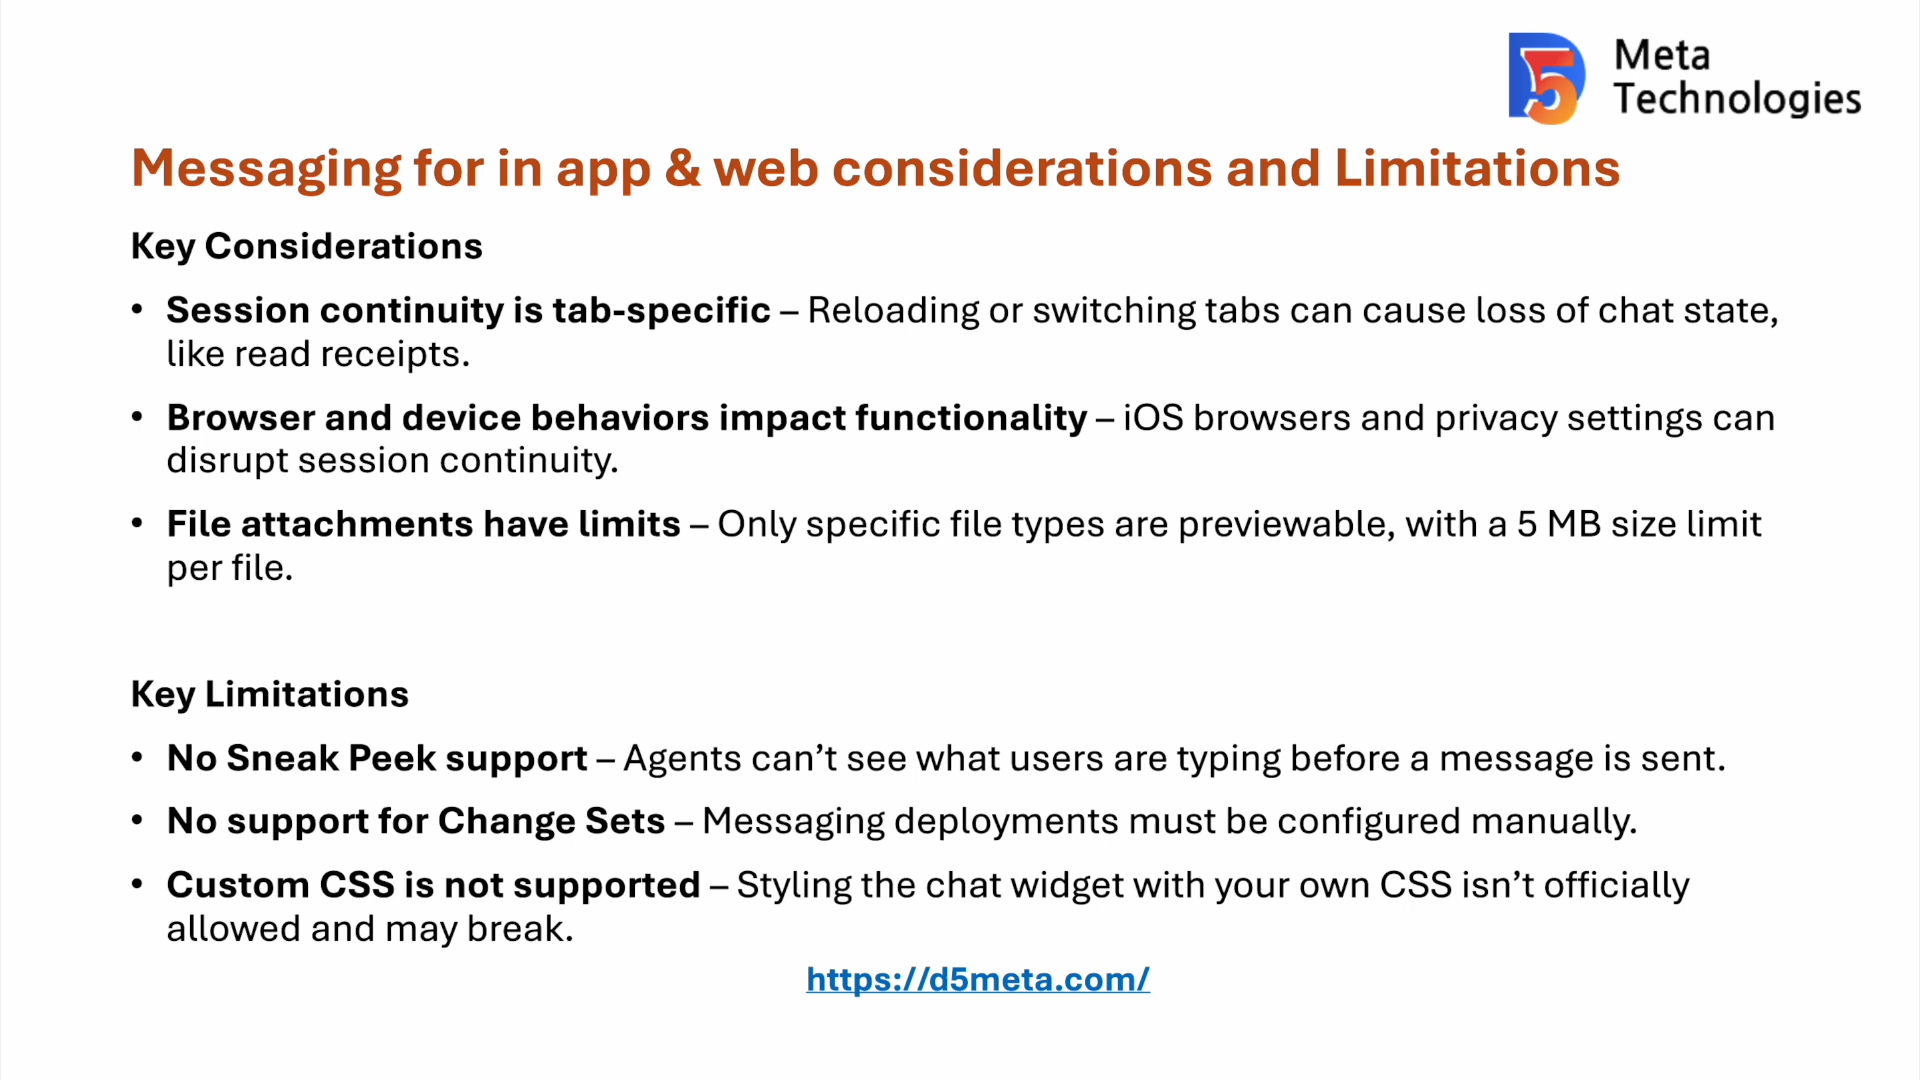 D5 Meta
Technologies
Messaging for in app & web considerations and Limitations
Key Considerations
• Session continuity is tab-specific – Reloading or switching tabs can cause loss of chat state,
like read receipts.
• Browser and device behaviors impact functionality – iOS browsers and privacy settings can
disrupt session continuity.
• File attachments have limits – Only specific file types are previewable, with a 5 MB size limit
per file.
Key Limitations
• No Sneak Peek support – Agents can’t see what users are typing before a message is sent.
• No support for Change Sets – Messaging deployments must be configured manually.
• Custom CSS is not supported – Styling the chat widget with your own CSS isn’t officially
allowed and may break.
https://d5meta.com/